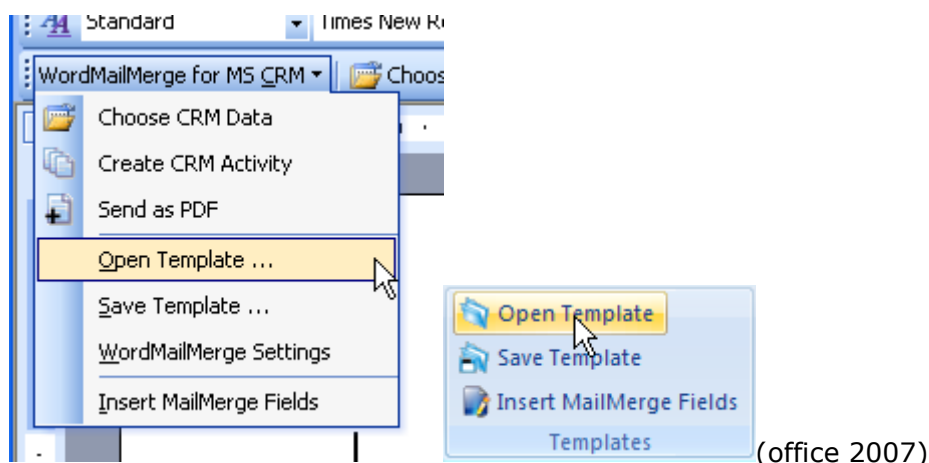 Standard Times New R
WordMailMerge for MS CRM Choos
Choose CRM Data
Create CRM Activity
Send as PDF
Open Template ...
Save Template ...
WordMailMerge Settings
Insert MailMerge Fields
Open Template
Save Template
Insert MailMerge Fields
Templates
(office 2007)